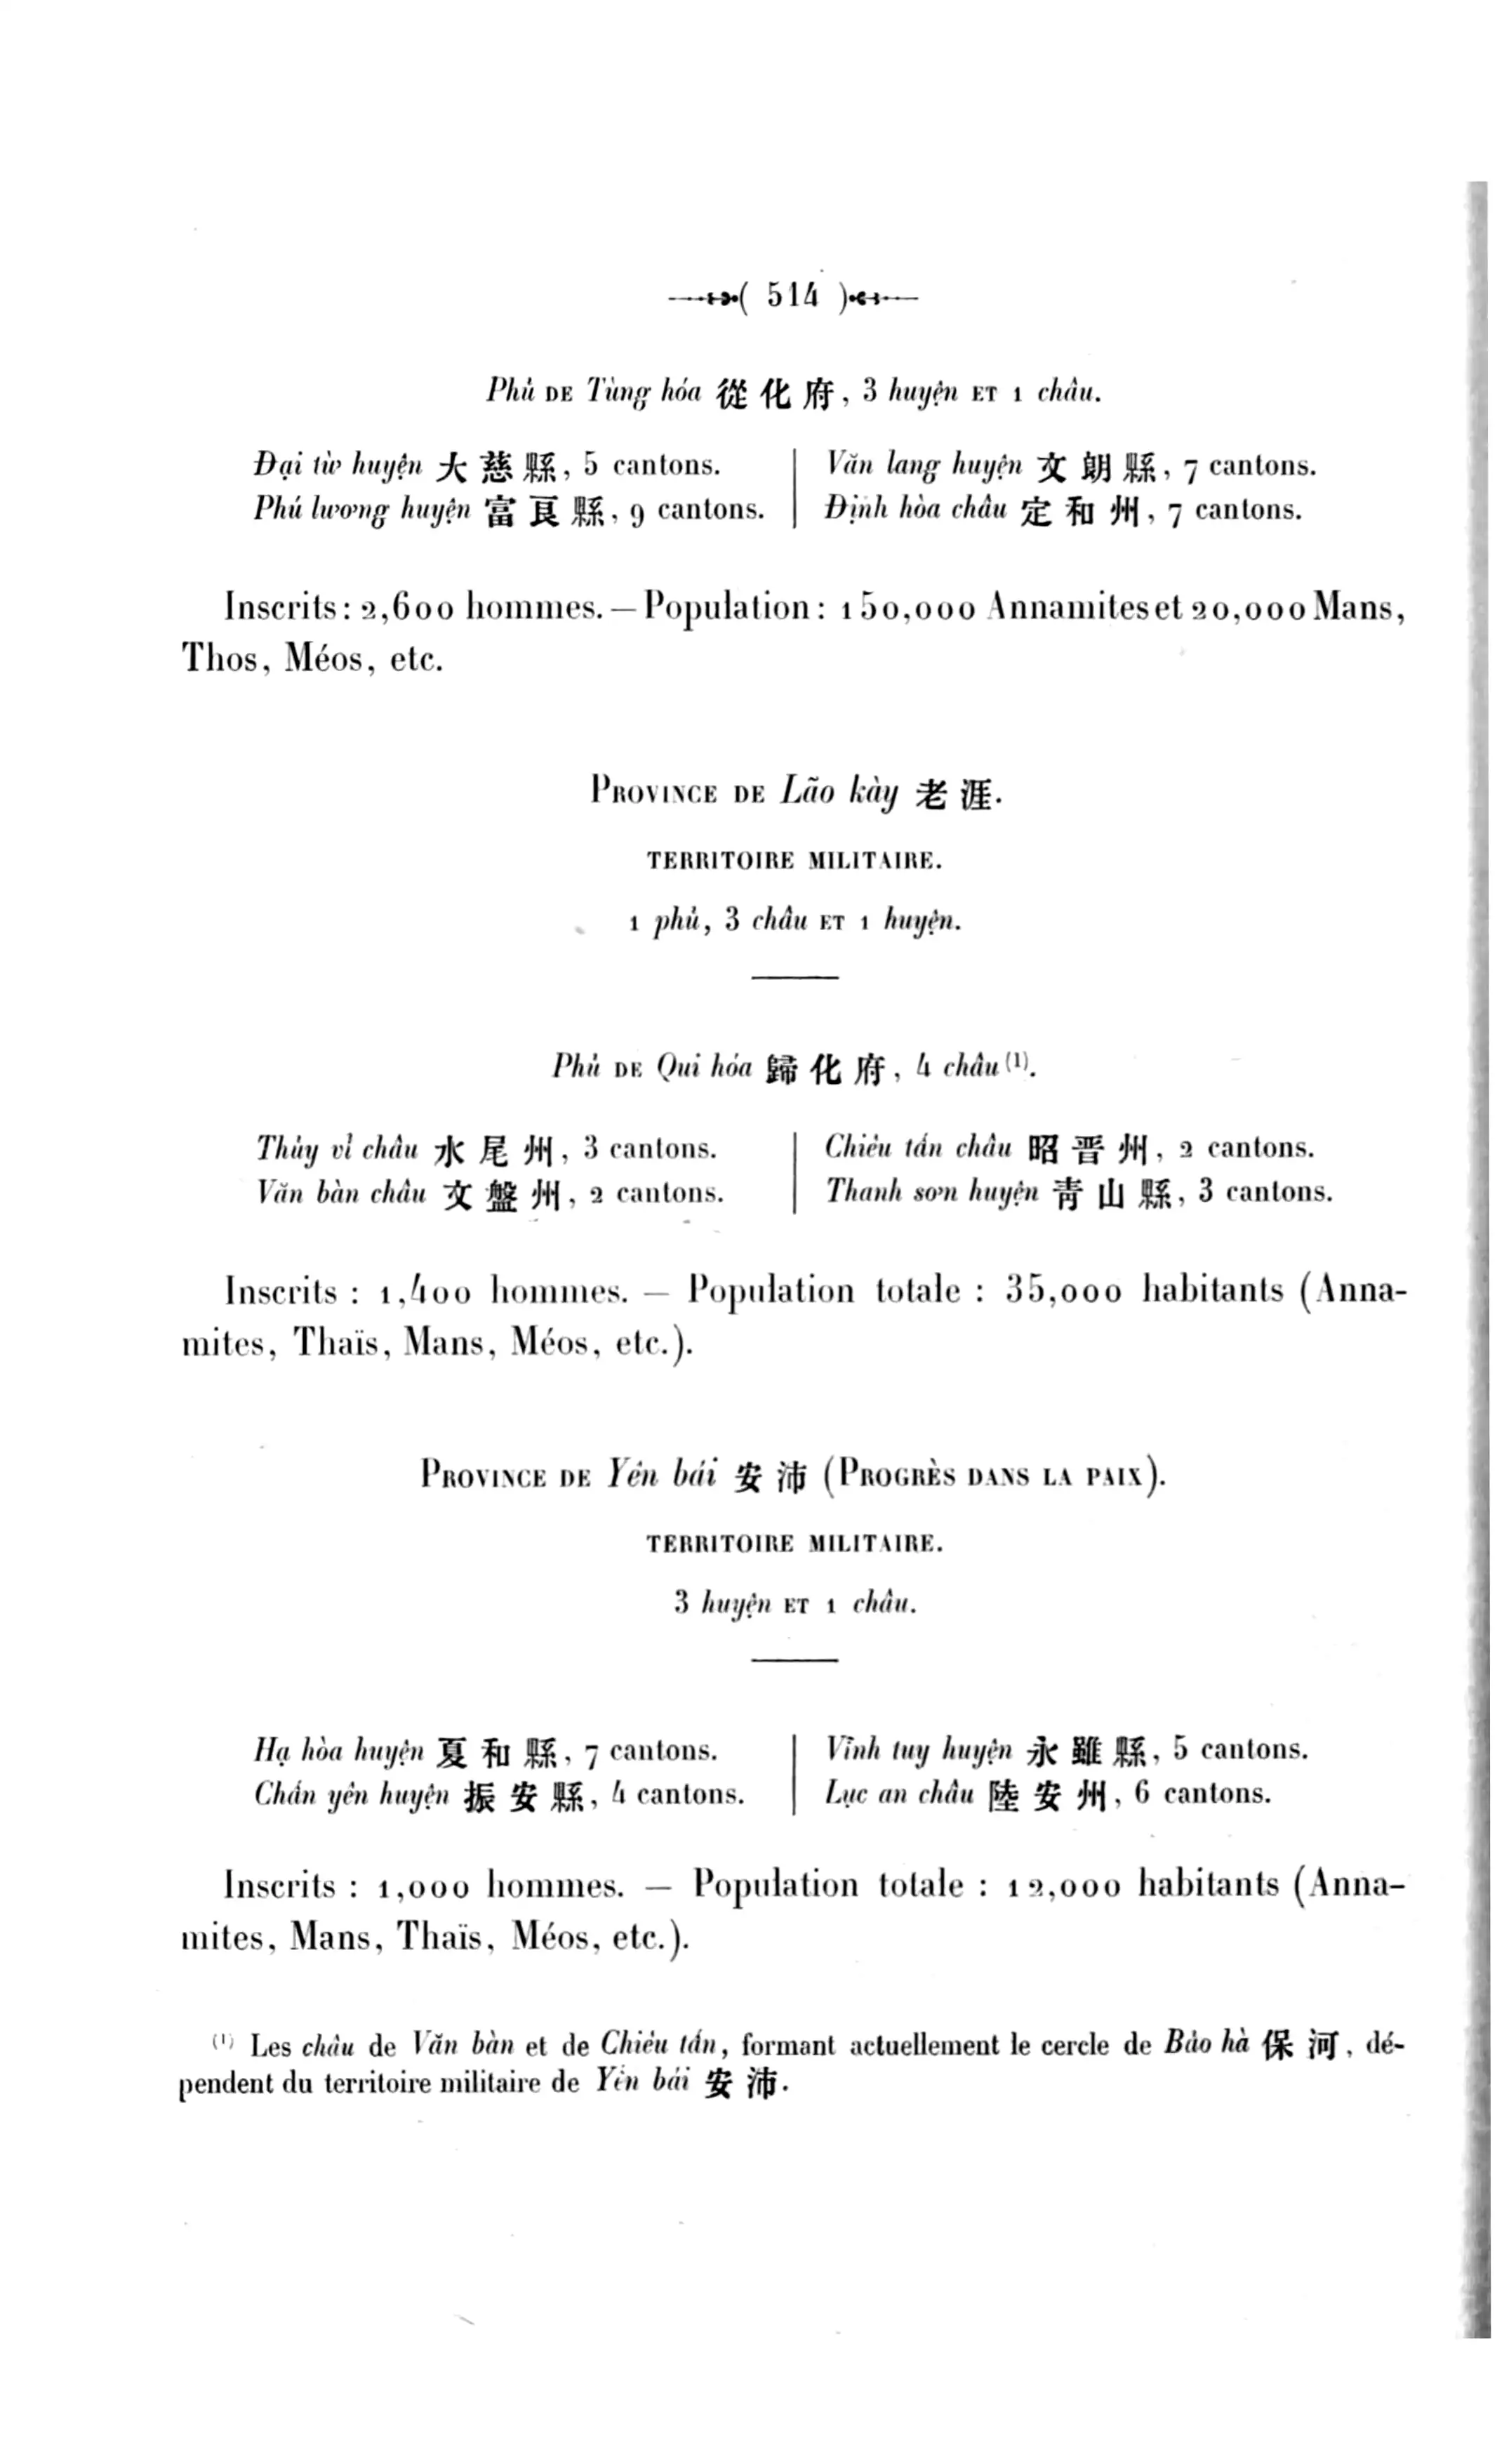 ( 514 )
Phủ DE Tùng hóa 從化府, 3 huyện ET 1 châu.
Đại từ huyện 大慈縣, 5 cantons.
Phú lương huyện 富良縣, 9 cantons.
Văn lang huyện 文朗縣, 7 cantons.
Định hòa châu 定和州, 7 cantons.
Inscrits: 2,600 hommes. — Population: 150,000 Annamites et 20,000 Mans,
Thos, Méos, etc.
PROVINCE DE Lão kày 老涯.
TERRITOIRE MILITAIRE.
1 phủ, 3 châu ET 1 huyện.
Phủ DE Qui hóa 歸化府, 4 châu (1).
Thủy vĩ châu 水尾州, 3 cantons.
Văn bàn châu 文盤州, 2 cantons.
Chiêu tấn châu 昭晋州, 2 cantons.
Thanh sơn huyện 青山縣, 3 cantons.
Inscrits : 1,400 hommes. — Population totale : 35,000 habitants (Anna-
mites, Thaïs, Mans, Méos, etc.).
PROVINCE DE Yên bái 安沛 (PROGRÈS DANS LA PAIX).
TERRITOIRE MILITAIRE.
3 huyện ET 1 châu.
Hạ hòa huyện 夏和縣, 7 cantons.
Chấn yên huyện 振安縣, 4 cantons.
Vĩnh tuy huyện 永雖縣, 5 cantons.
Lục an châu 陸安州, 6 cantons.
Inscrits : 1,000 hommes. — Population totale : 12,000 habitants (Anna-
mites, Mans, Thaïs, Méos, etc.).
(1) Les châu de Văn bàn et de Chiêu tấn, formant actuellement le cercle de Bảo hà 保河, dé-
pendent du territoire militaire de Yên bái 安沛.